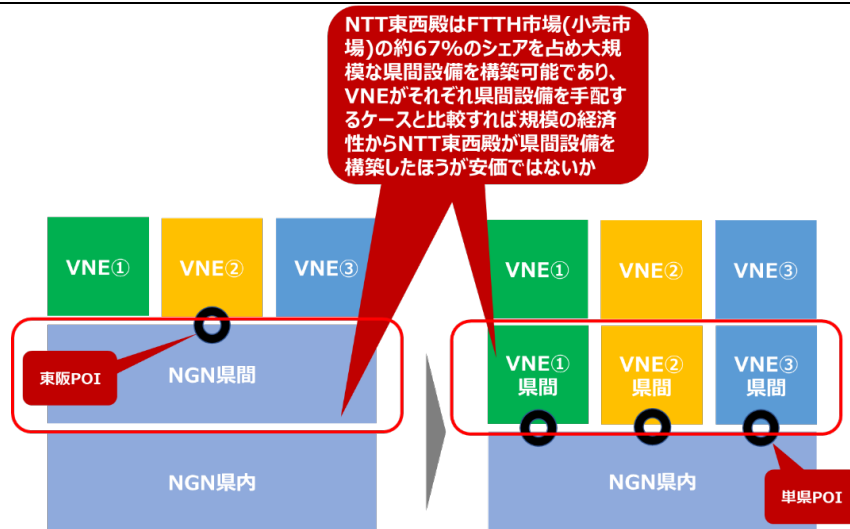 NTT東西殿はFTTH市場(小売市
場)の約67%のシェアを占め大規
模な県間設備を構築可能であり、
VNEがそれぞれ県間設備を手配す
るケースと比較すれば規模の経済
性からNTT東西殿が県間設備を
構築したほうが安価ではないか
VNE①
VNE②
VNE③
東阪POI
NGN県間
NGN県内
VNE①
VNE②
VNE③
VNE①
県間
VNE②
県間
VNE③
県間
NGN県内
単県POI